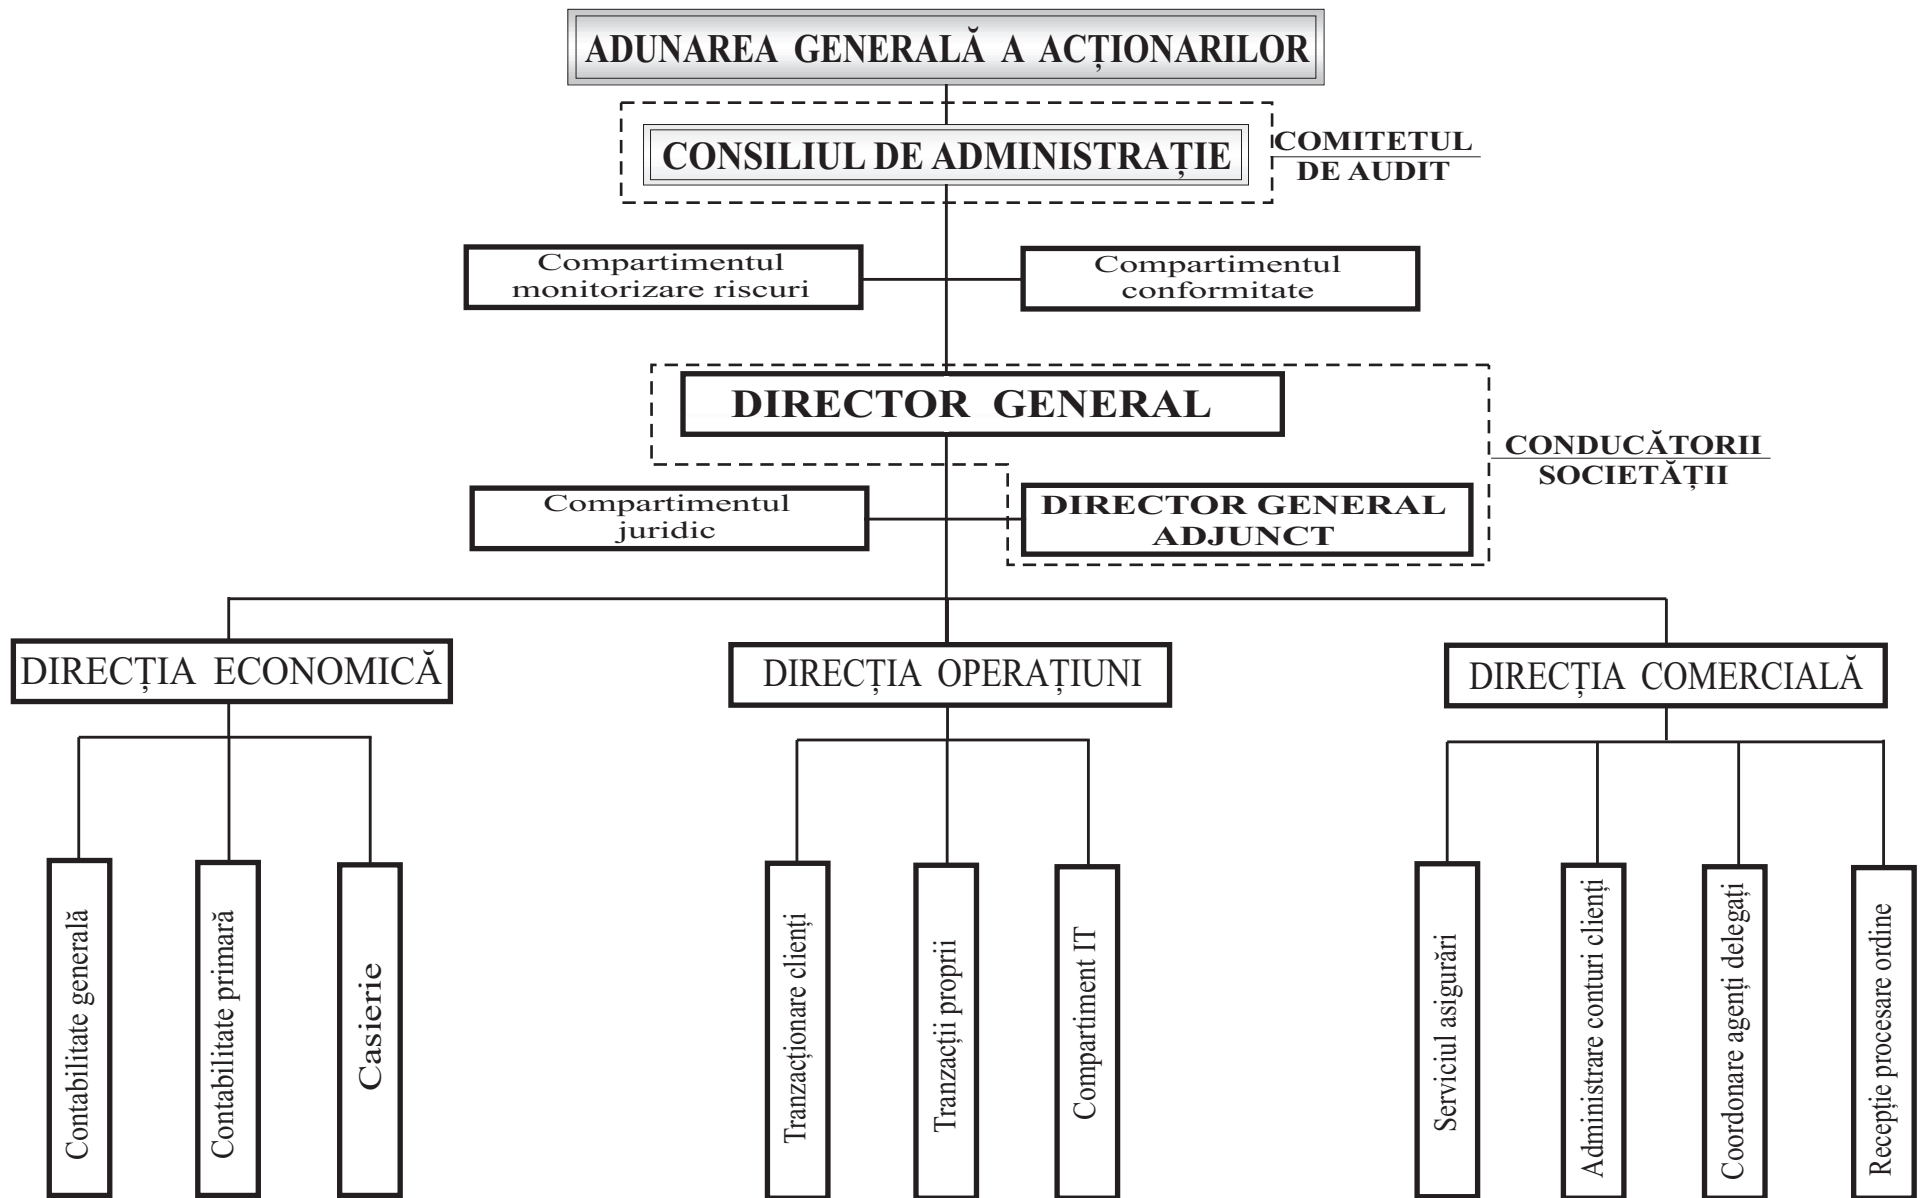 ADUNAREA GENERALĂ A ACȚIONARILOR
CONSILIUL DE ADMINISTRAȚIE
COMITETUL
DE AUDIT
Compartimentul
monitorizare riscuri
Compartimentul
conformitate
DIRECTOR GENERAL
CONDUCĂTORII
SOCIETĂȚII
Compartimentul
juridic
DIRECTOR GENERAL
ADJUNCT
DIRECȚIA ECONOMICĂ
DIRECȚIA OPERAȚIUNI
DIRECȚIA COMERCIALĂ
Contabilitate generală
Contabilitate primară
Casierie
Tranzacționare clienți
Tranzacții proprii
Compartiment IT
Serviciul asigurări
Administrare conturi clienți
Coordonare agenți delegați
Recepție procesare ordine